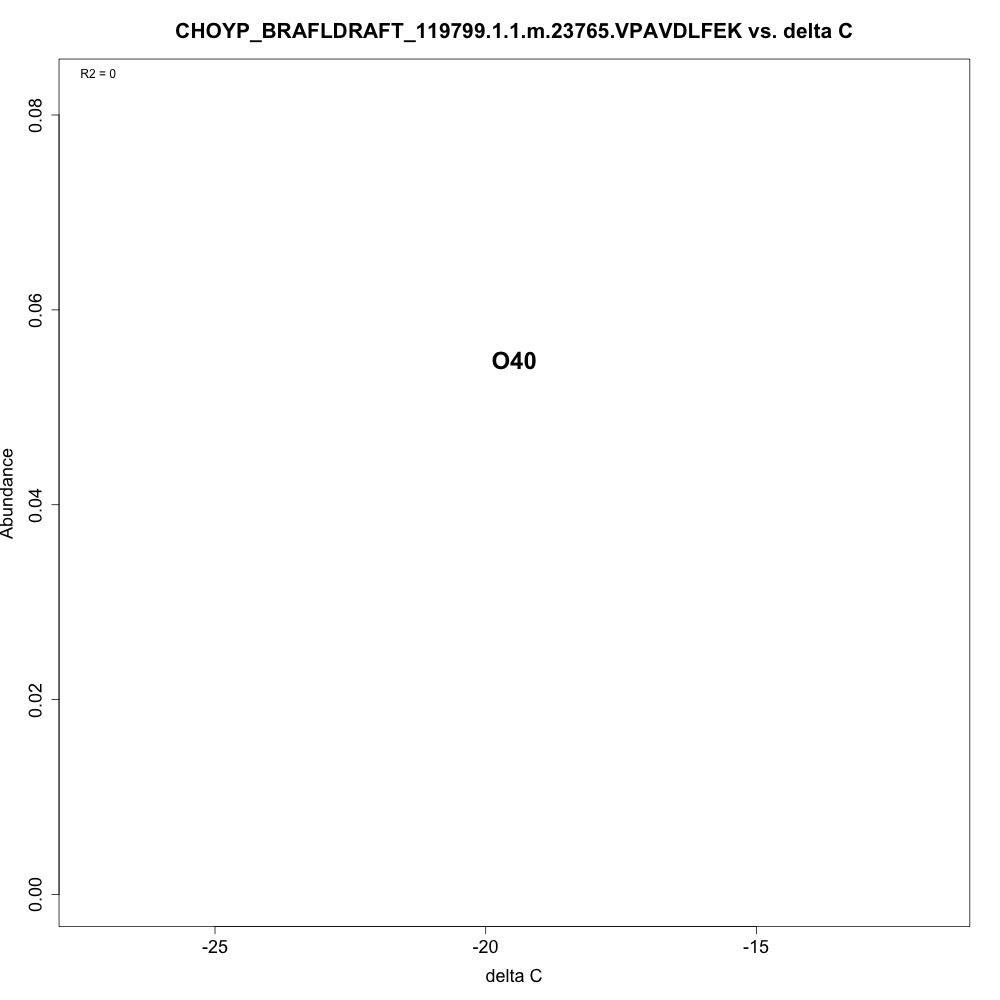 CHOYP_BRAFLDRAFT_119799.1.1.m.23765.VPAVDLFEK vs. delta C
R2 = 0
0.08
0.06
O40
Abundance
0.04
0.02
0.00
-25 -20 -15
delta C